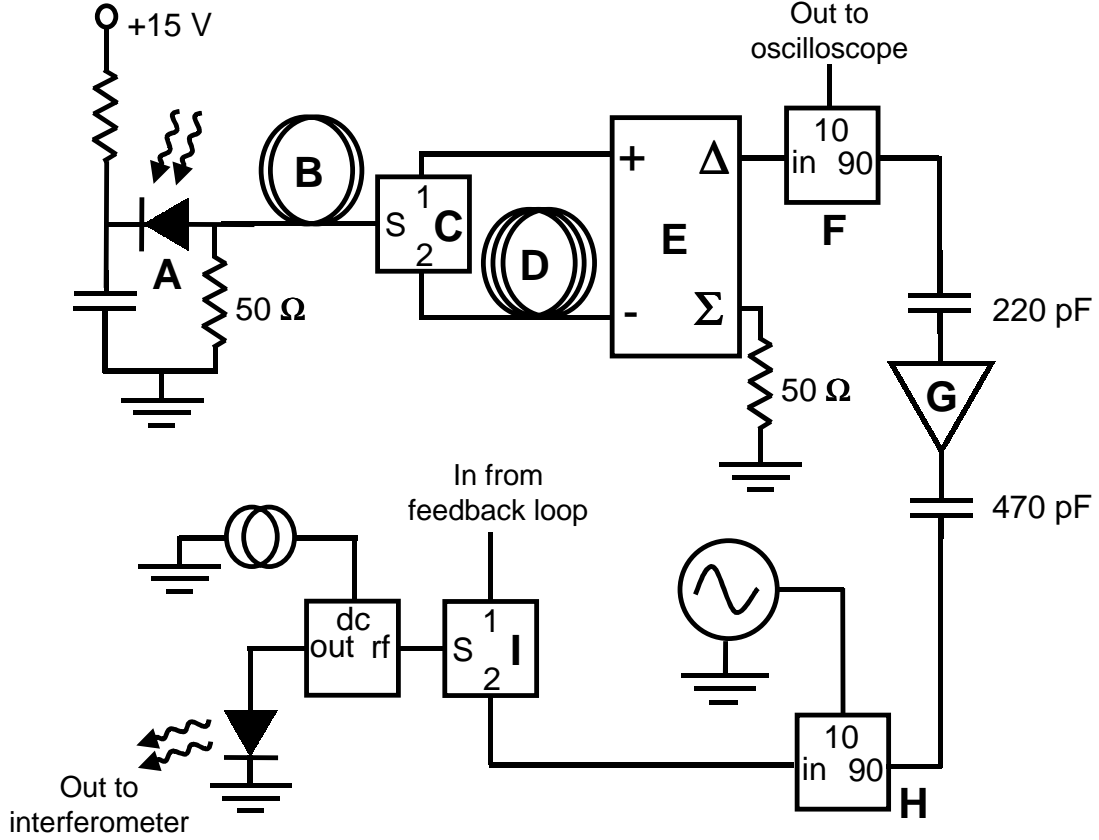 +15 V
Out to
oscilloscope
10
in 90
F
B
A
50 Ω
S 1 C
2
D
+ Δ
E
- Σ
50 Ω
220 pF
G
470 pF
In from
feedback loop
dc
out rf
1
S I
2
10
in 90
H
Out to
interferometer